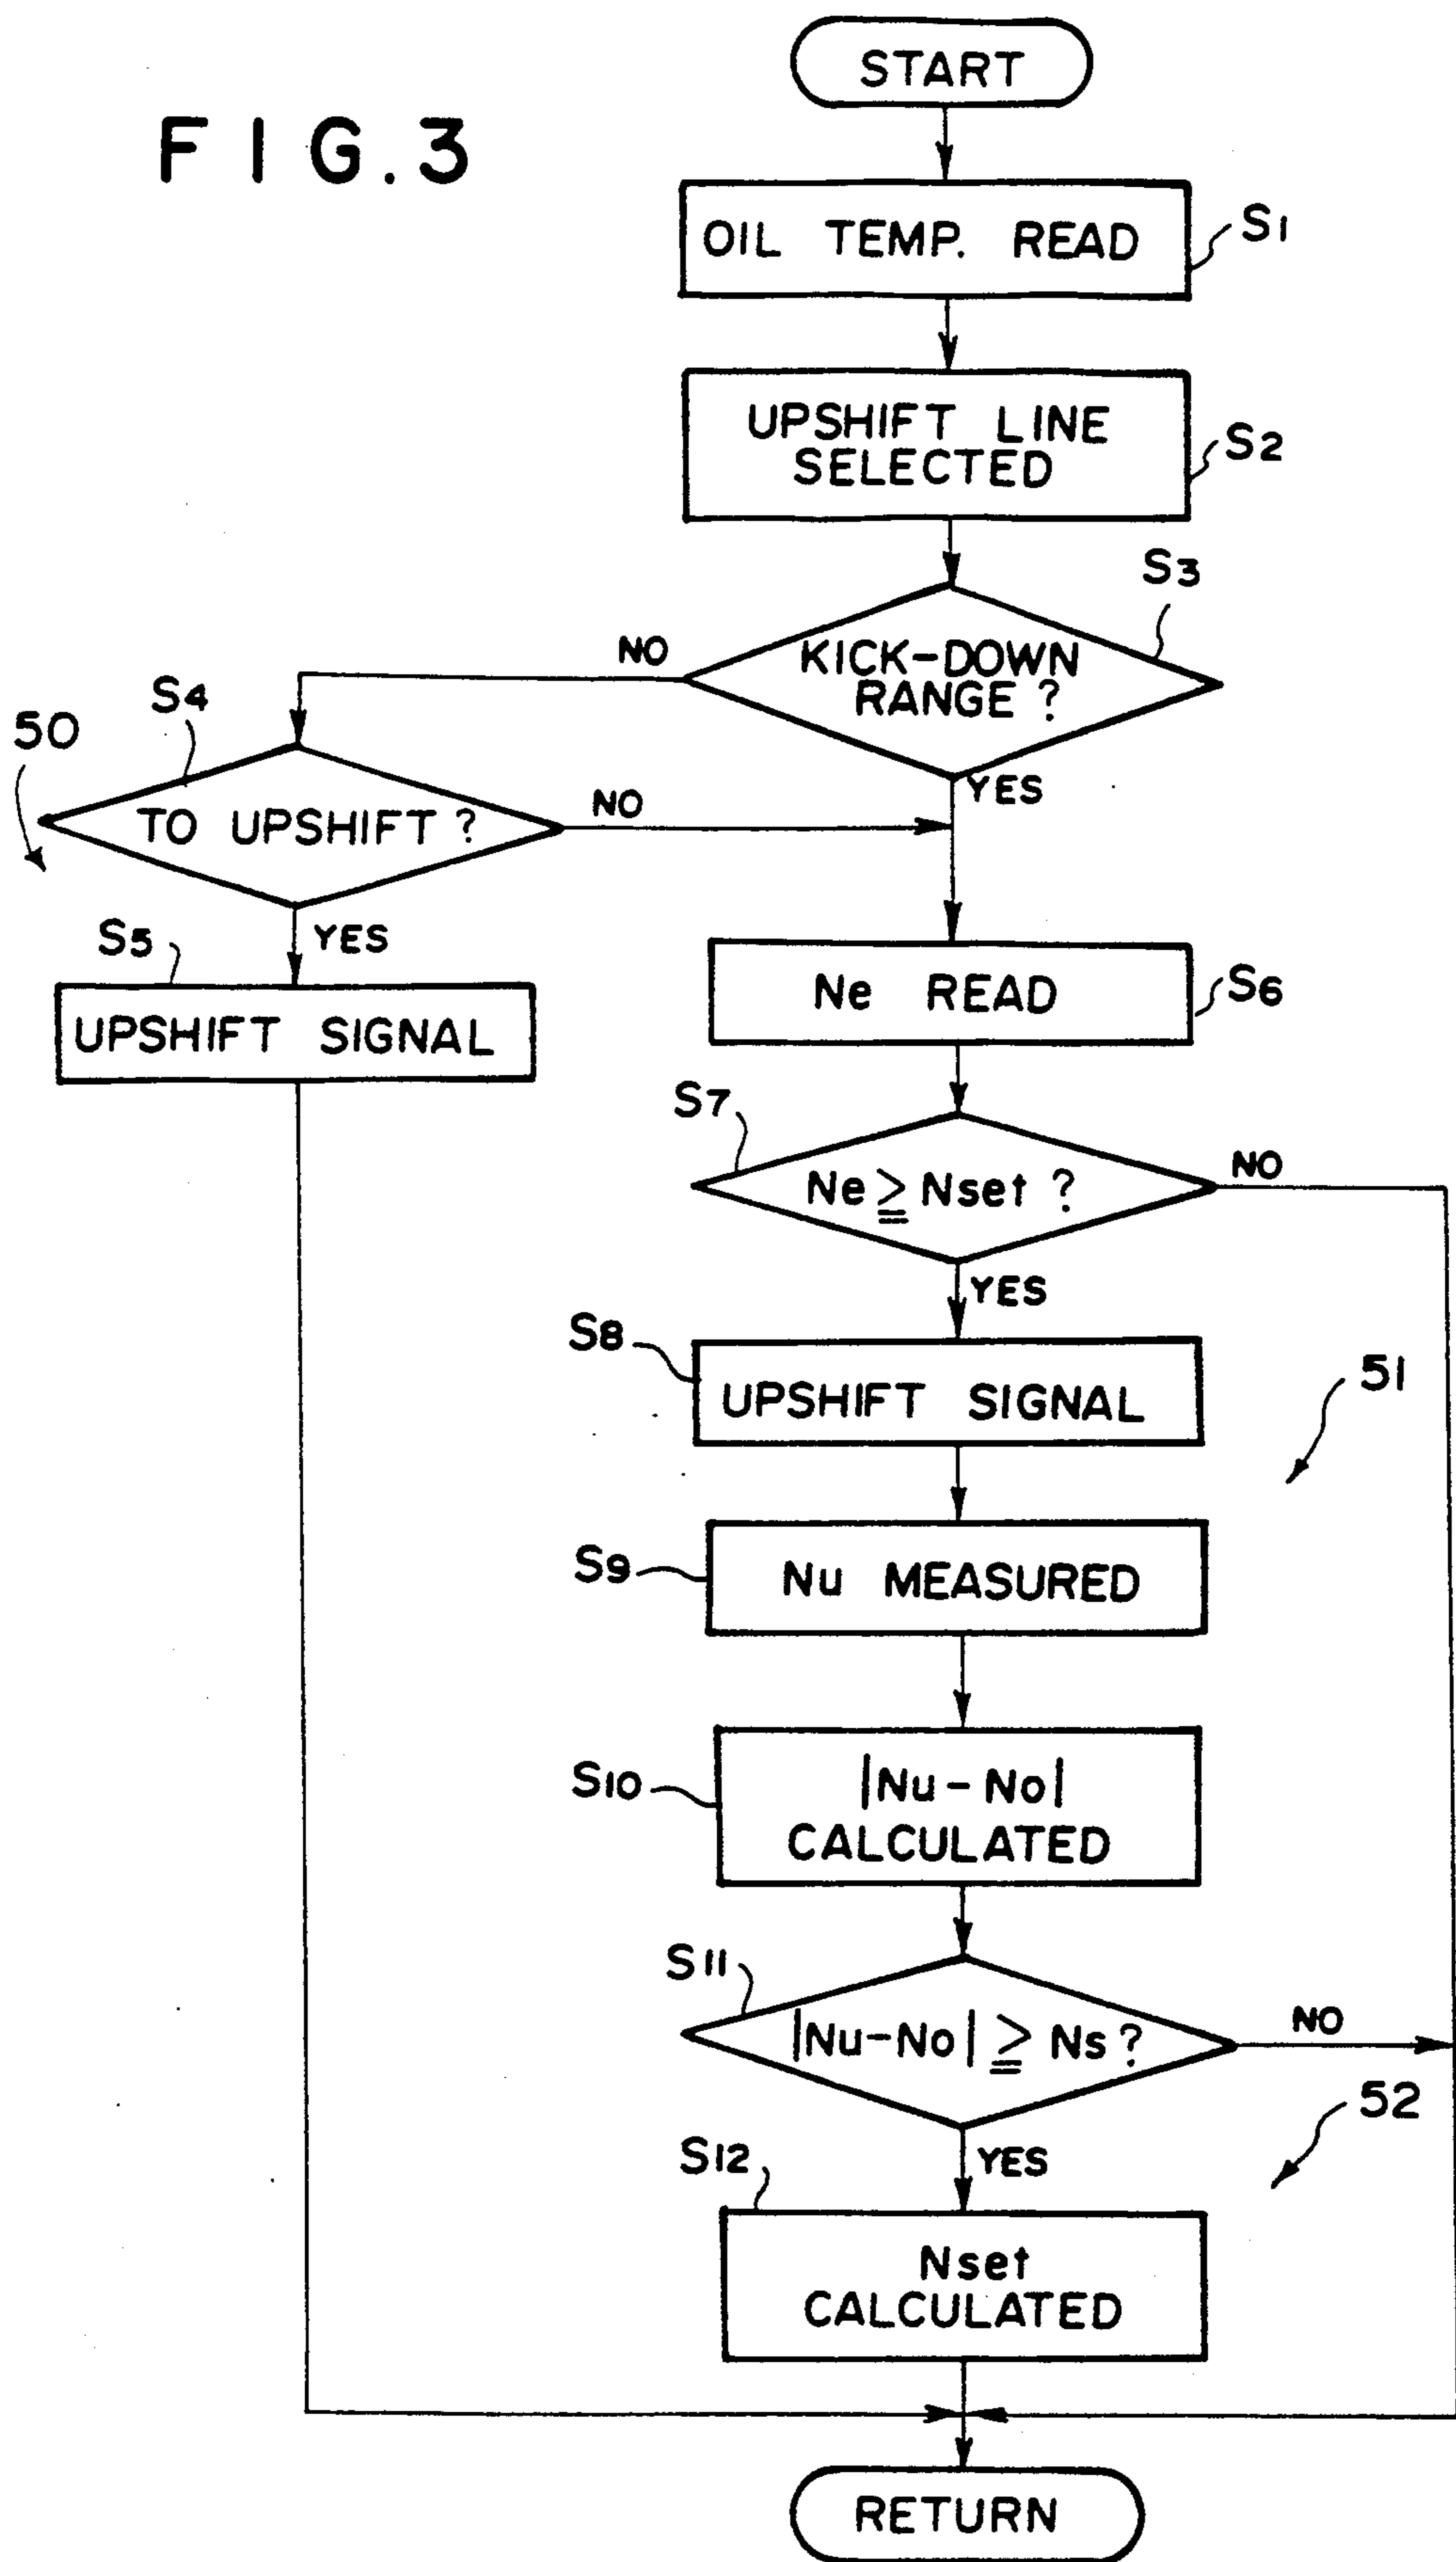 FIG.3
START
OIL TEMP. READ
S1
UPSHIFT LINE
SELECTED
S2
S3
KICK-DOWN
RANGE ?
NO
YES
S4
50
TO UPSHIFT ?
NO
YES
S5
UPSHIFT SIGNAL
Ne READ
S6
S7
Ne ≧ Nset ?
NO
YES
S8
UPSHIFT SIGNAL
51
S9
Nu MEASURED
S10
|Nu - No|
CALCULATED
S11
|Nu-No| ≧ Ns ?
NO
52
YES
S12
Nset
CALCULATED
RETURN